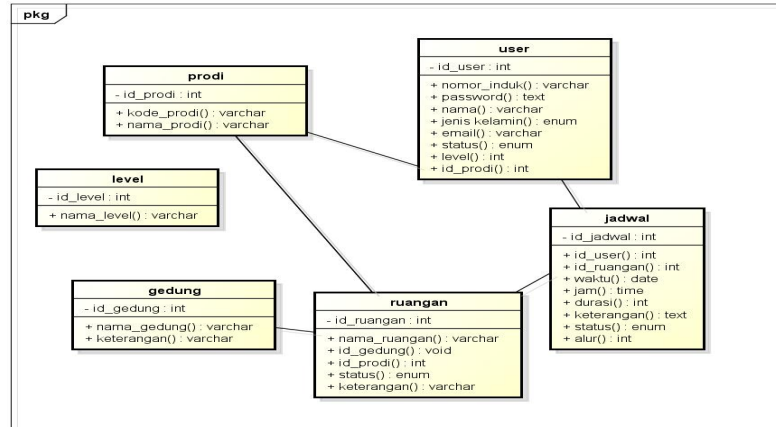 pkg
user
- id_user : int
+ nomor_induk() : varchar
+ password() : text
+ nama() : varchar
+ jenis kelamin() : enum
+ email() : varchar
+ status() : enum
+ level() : int
+ id_prodi() : int
prodi
- id_prodi : int
+ kode_prodi() : varchar
+ nama_prodi() : varchar
level
- id_level : int
+ nama_level() : varchar
jadwal
- id_jadwal : int
+ id_user() : int
+ id_ruangan() : int
+ waktu() : date
+ jam() : time
+ durasi() : int
+ keterangan() : text
+ status() : enum
+ alur() : int
gedung
- id_gedung : int
+ nama_gedung() : varchar
+ keterangan() : varchar
ruangan
- id_ruangan : int
+ nama_ruangan() : varchar
+ id_gedung() : void
+ id_prodi() : int
+ status() : enum
+ keterangan() : varchar